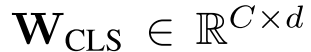 W_CLS ∈ ℝ^{C×d}